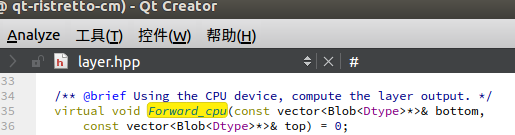 @ qt-ristretto-cm) - Qt Creator
Analyze 工具(T) 控件(W) 帮助(H)
layer.hpp #
33
34 /** @brief Using the CPU device, compute the layer output. */
35 virtual void Forward_cpu(const vector<Blob<Dtype>*>& bottom,
36 const vector<Blob<Dtype>*>& top) = 0;